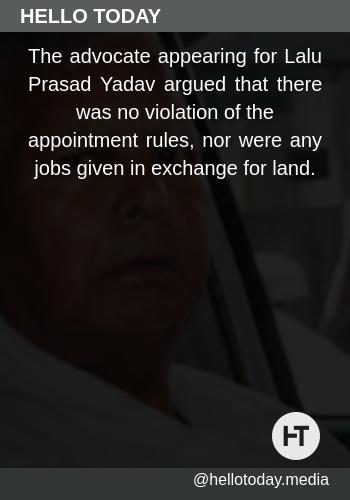 HELLO TODAY
The advocate appearing for Lalu
Prasad Yadav argued that there
was no violation of the
appointment rules, nor were any
jobs given in exchange for land.
HT
@hellotoday.media